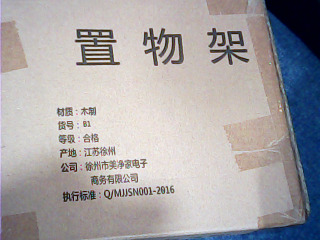 置物架
材质：木制
货号：B1
等级：合格
产地：江苏徐州
公司：徐州市美净家电子
商务有限公司
执行标准：Q/MJJSN001-2016